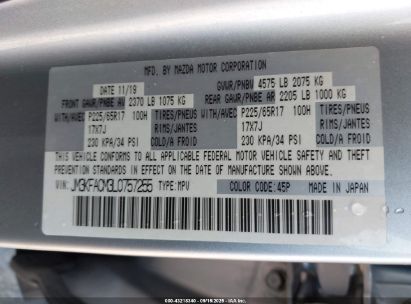 MFD. BY MAZDA MOTOR CORPORATION
DATE 11/19 GVWR/PNBV 4575 LB 2075 KG
FRONT GAWR/PNBE AV 2370 LB 1075 KG REAR GAWR/PNBE AR 2205 LB 1000 KG
WITH/AVEC P225/65R17 100H TIRES/PNEUS WITH/AVEC P225/65R17 100H TIRES/PNEUS
17X7J RIMS/JANTES 17X7J RIMS/JANTES
230 KPA/34 PSI COLD/A FROID 230 KPA/34 PSI COLD/A FROID
THIS VEHICLE CONFORMS TO ALL APPLICABLE FEDERAL MOTOR VEHICLE SAFETY, BUMPER, AND THEFT
PREVENTION STANDARDS IN EFFECT ON THE DATE OF MANUFACTURE SHOWN ABOVE.
VIN: JM3KFACM3L0757255 TYPE:MPV COLOR CODE:45P MADE IN JAPAN